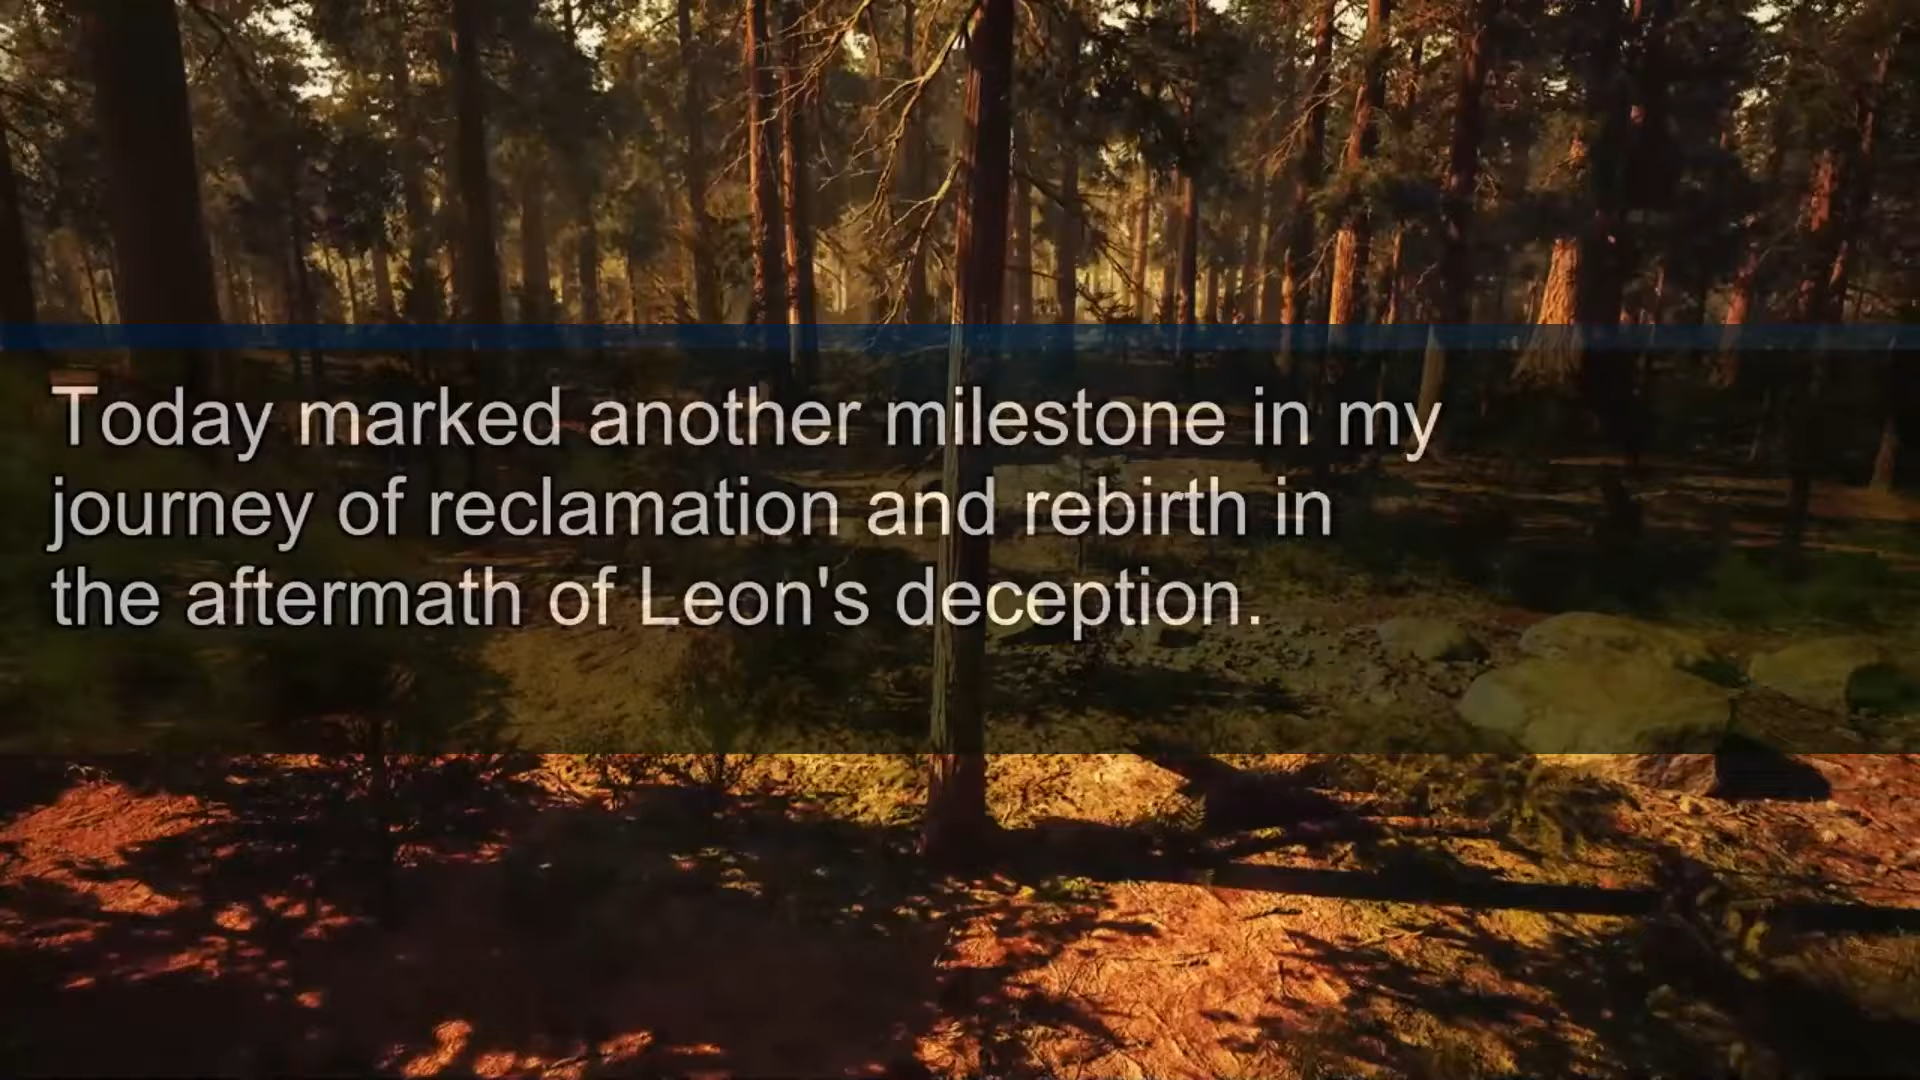 Today marked another milestone in my
journey of reclamation and rebirth in
the aftermath of Leon's deception.